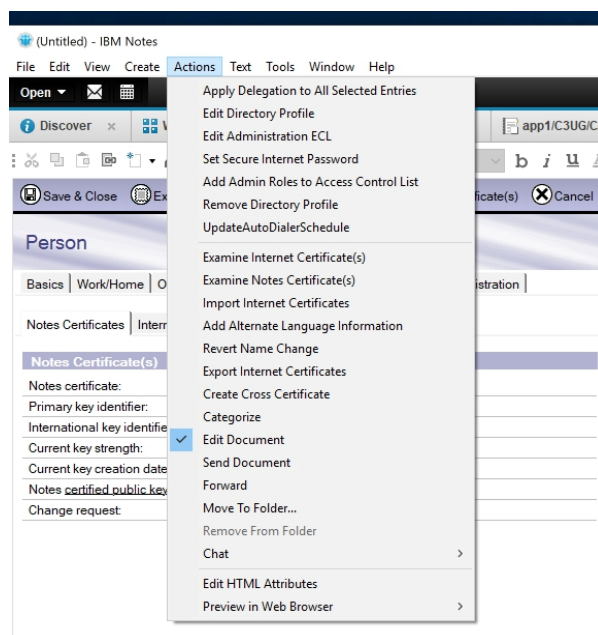 (Untitled) - IBM Notes
File Edit View Create Actions Text Tools Window Help
Open
Discover × app1/C3UG/C
b i u
Save & Close Ex ficate(s) Cancel
Person
Basics Work/Home O istration
Notes Certificates Intern
Notes Certificate(s)
Notes certificate:
Primary key identifier:
International key identifie
Current key strength:
Current key creation date
Notes certified public key
Change request:
Apply Delegation to All Selected Entries
Edit Directory Profile
Edit Administration ECL
Set Secure Internet Password
Add Admin Roles to Access Control List
Remove Directory Profile
UpdateAutoDialerSchedule
Examine Internet Certificate(s)
Examine Notes Certificate(s)
Import Internet Certificates
Add Alternate Language Information
Revert Name Change
Export Internet Certificates
Create Cross Certificate
Categorize
Edit Document
Send Document
Forward
Move To Folder...
Remove From Folder
Chat
Edit HTML Attributes
Preview in Web Browser